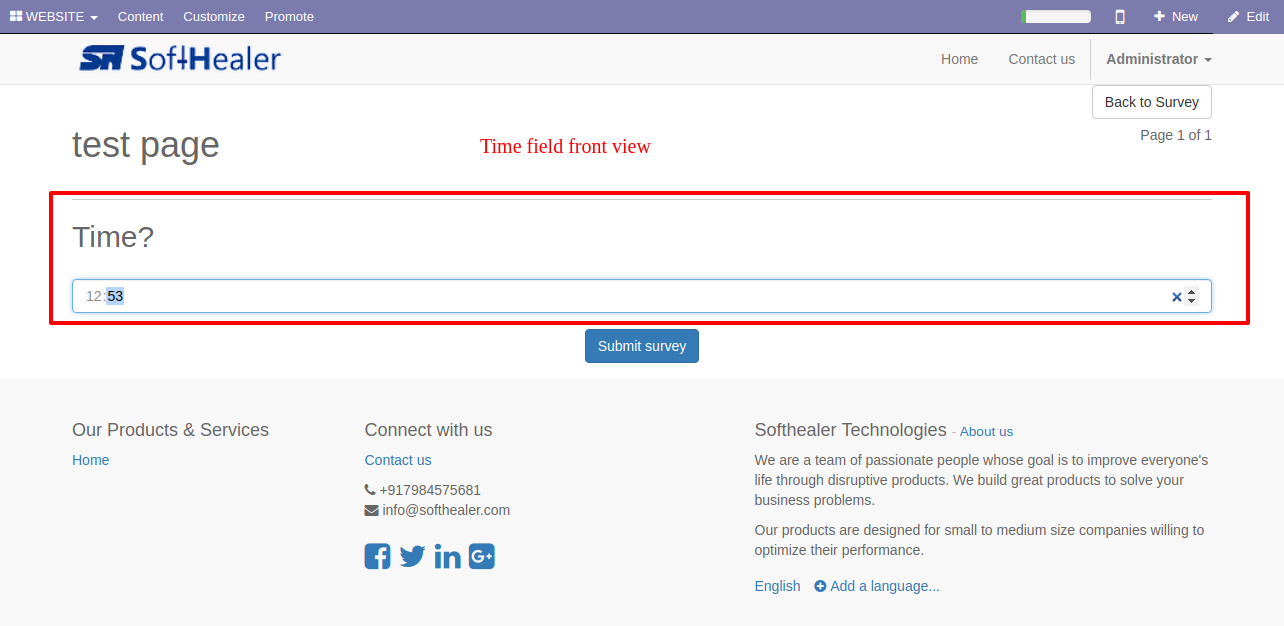 WEBSITE Content Customize Promote New Edit
SoftHealer Home Contact us Administrator
Back to Survey
test page
Time field front view
Page 1 of 1
Time?
12:53
Submit survey
Our Products & Services
Home
Connect with us
Contact us
+917984575681
info@softhealer.com
Softhealer Technologies - About us
We are a team of passionate people whose goal is to improve everyone's
life through disruptive products. We build great products to solve your
business problems.
Our products are designed for small to medium size companies willing to
optimize their performance.
English Add a language...